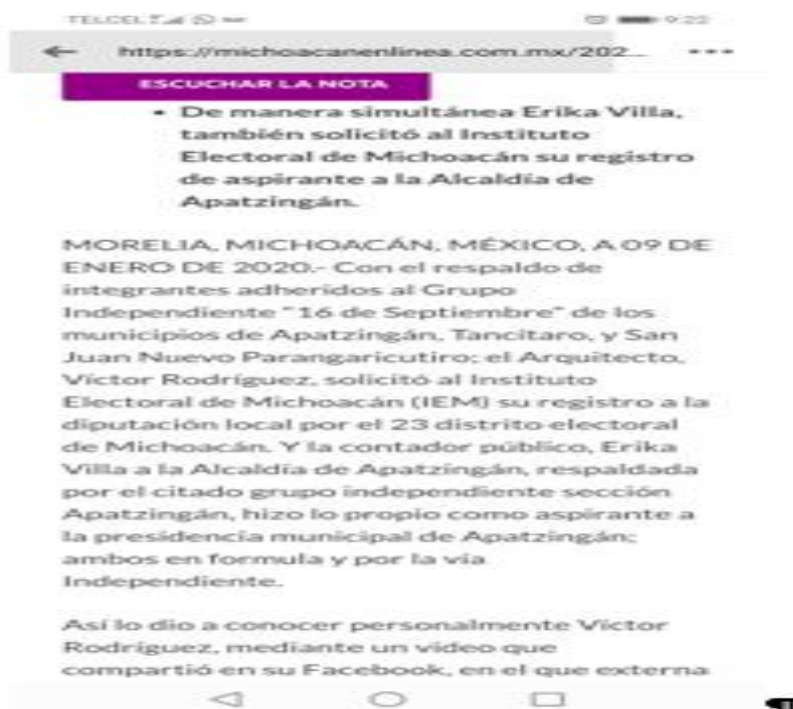 TELCEL
9:22
https://michoacanenlinea.com.mx/202...
ESCUCHAR LA NOTA
• De manera simultánea Erika Villa,
también solicitó al Instituto
Electoral de Michoacán su registro
de aspirante a la Alcaldía de
Apatzingán.
MORELIA, MICHOACÁN, MÉXICO, A 09 DE
ENERO DE 2020.- Con el respaldo de
integrantes adheridos al Grupo
Independiente "16 de Septiembre" de los
municipios de Apatzingán, Tancítaro, y San
Juan Nuevo Parangaricutiro; el Arquitecto,
Víctor Rodríguez, solicitó al Instituto
Electoral de Michoacán (IEM) su registro a la
diputación local por el 23 distrito electoral
de Michoacán. Y la contador público, Erika
Villa a la Alcaldía de Apatzingán, respaldada
por el citado grupo independiente sección
Apatzingán, hizo lo propio como aspirante a
la presidencia municipal de Apatzingán;
ambos en formula y por la vía
Independiente.
Así lo dio a conocer personalmente Víctor
Rodríguez, mediante un video que
compartió en su Facebook, en el que externa